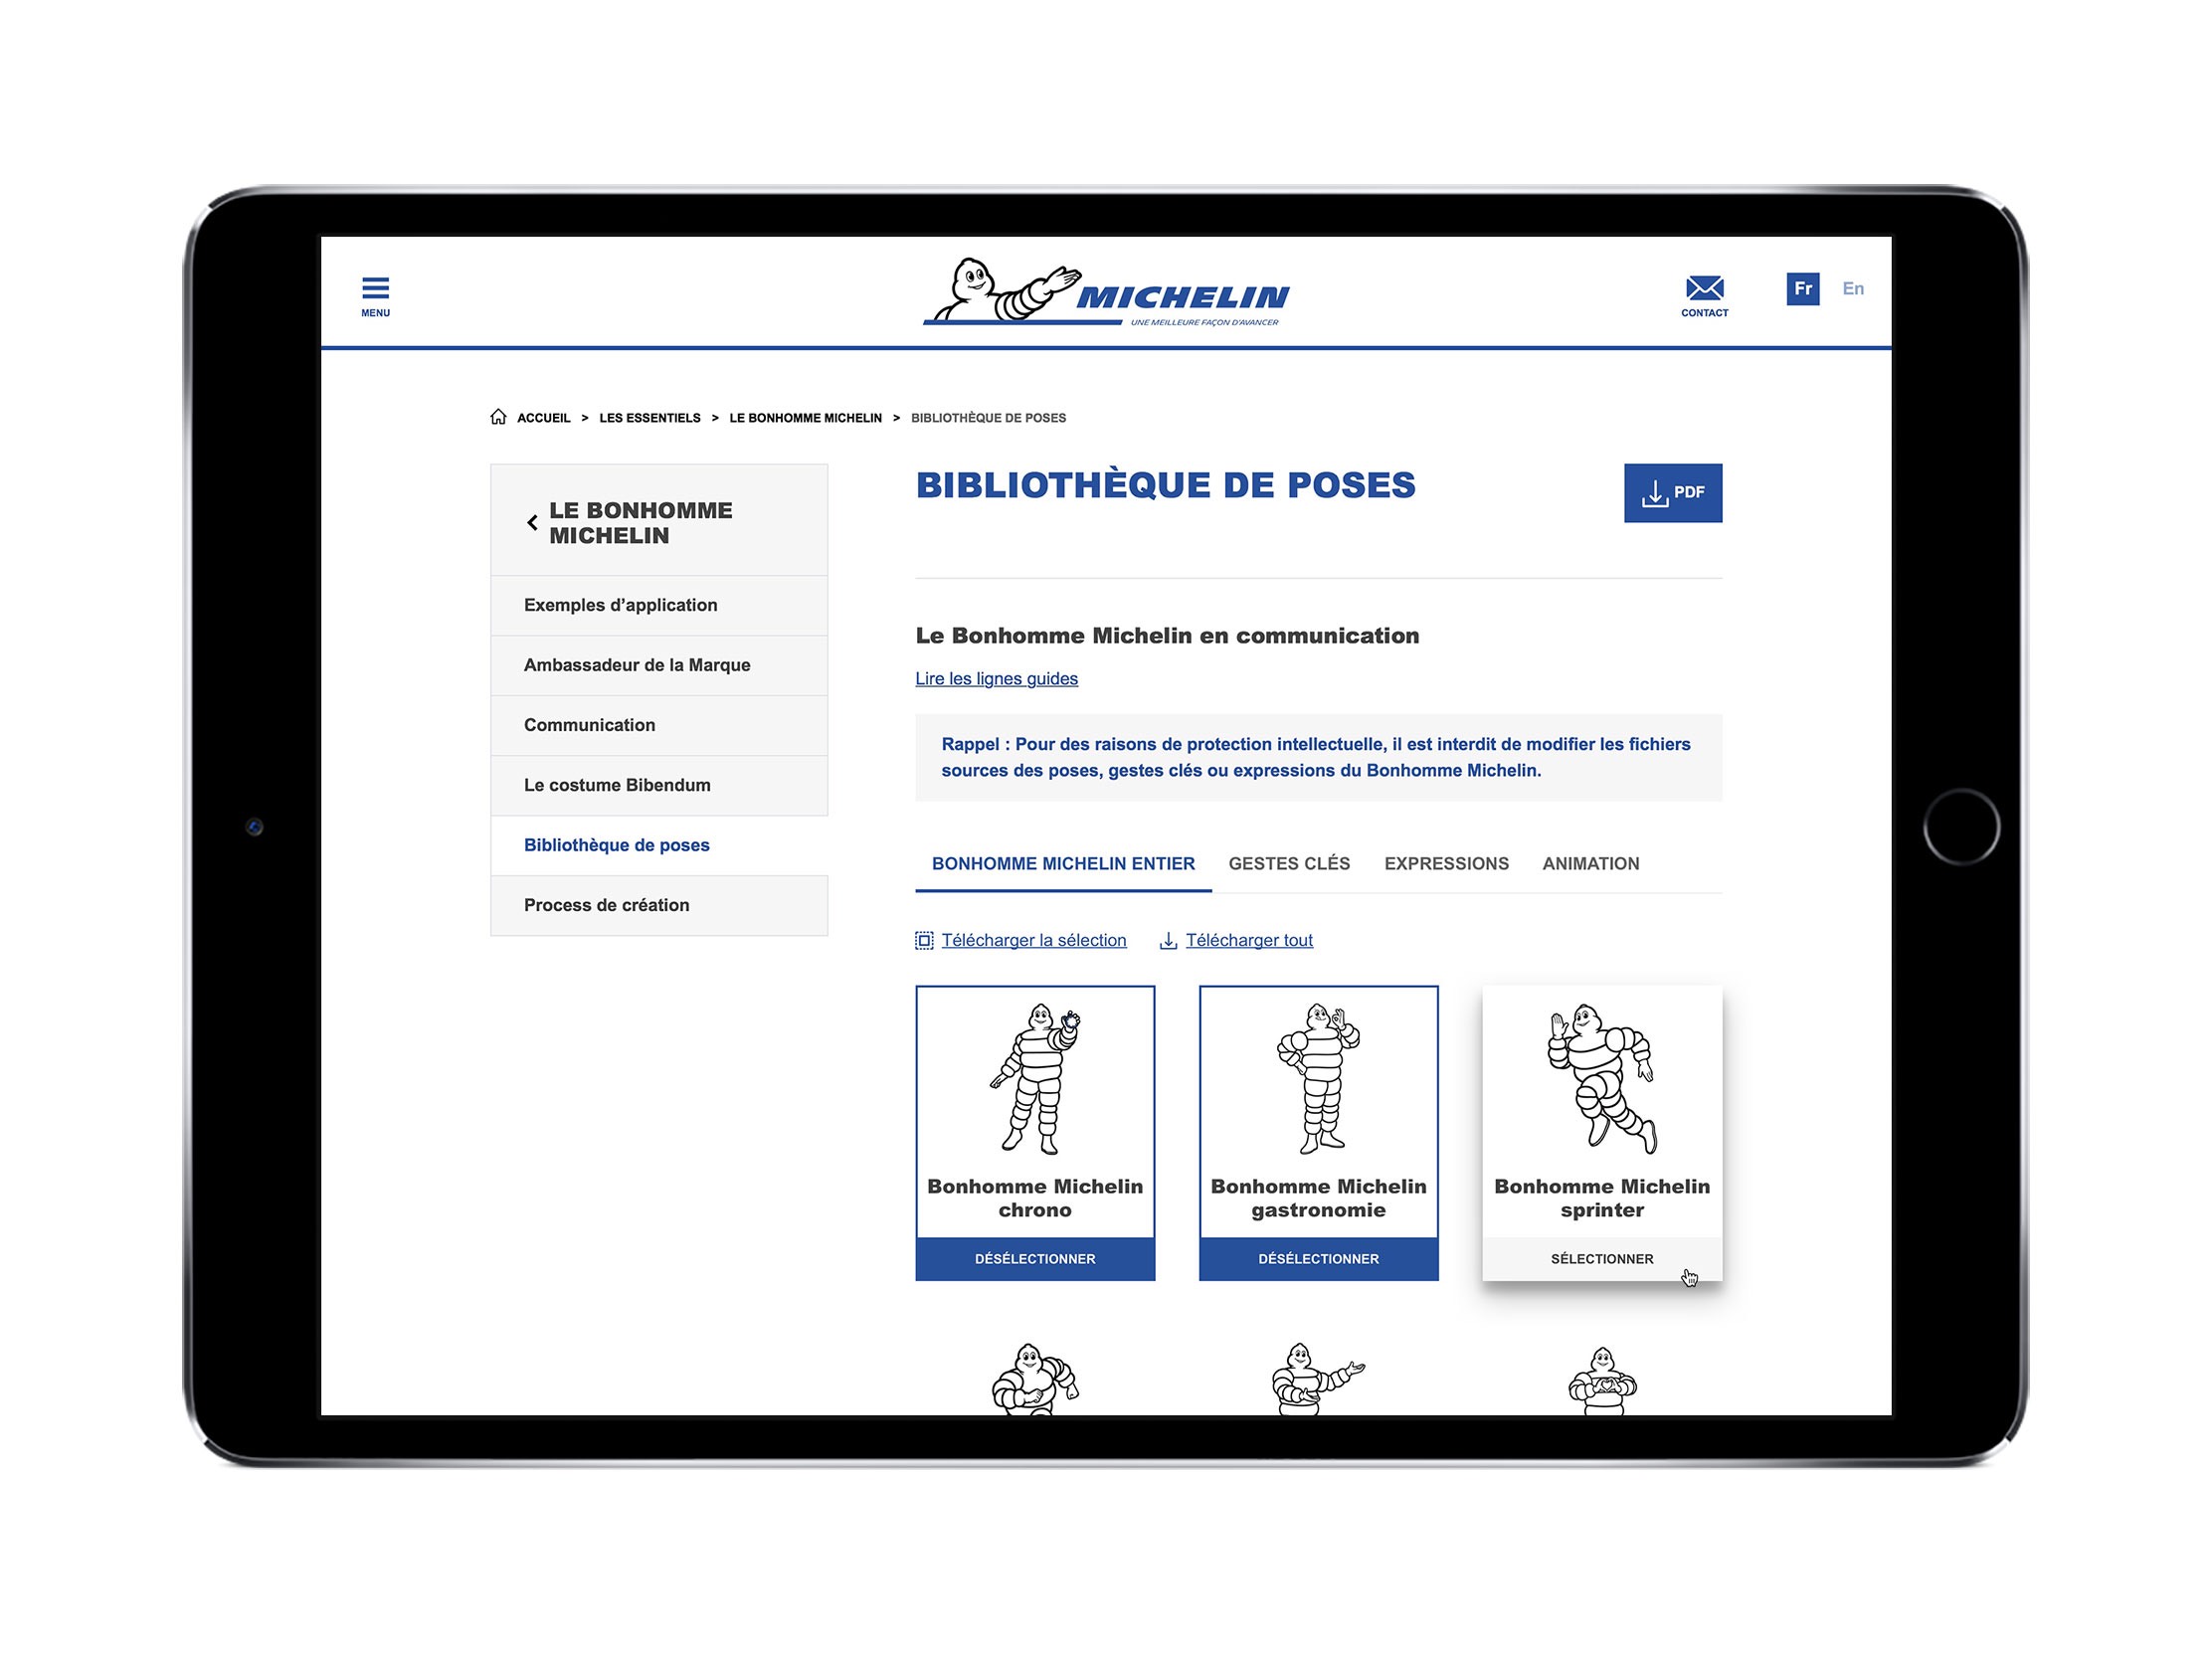 MENU
MICHELIN
UNE MEILLEURE FAÇON D'AVANCER
CONTACT
Fr
En
ACCUEIL > LES ESSENTIELS > LE BONHOMME MICHELIN > BIBLIOTHÈQUE DE POSES
LE BONHOMME
MICHELIN
Exemples d’application
Ambassadeur de la Marque
Communication
Le costume Bibendum
Bibliothèque de poses
Process de création
BIBLIOTHÈQUE DE POSES
PDF
Le Bonhomme Michelin en communication
Lire les lignes guides
Rappel : Pour des raisons de protection intellectuelle, il est interdit de modifier les fichiers
sources des poses, gestes clés ou expressions du Bonhomme Michelin.
BONHOMME MICHELIN ENTIER GESTES CLÉS EXPRESSIONS ANIMATION
Télécharger la sélection Télécharger tout
Bonhomme Michelin
chrono
DÉSÉLECTIONNER
Bonhomme Michelin
gastronomie
DÉSÉLECTIONNER
Bonhomme Michelin
sprinter
SÉLECTIONNER